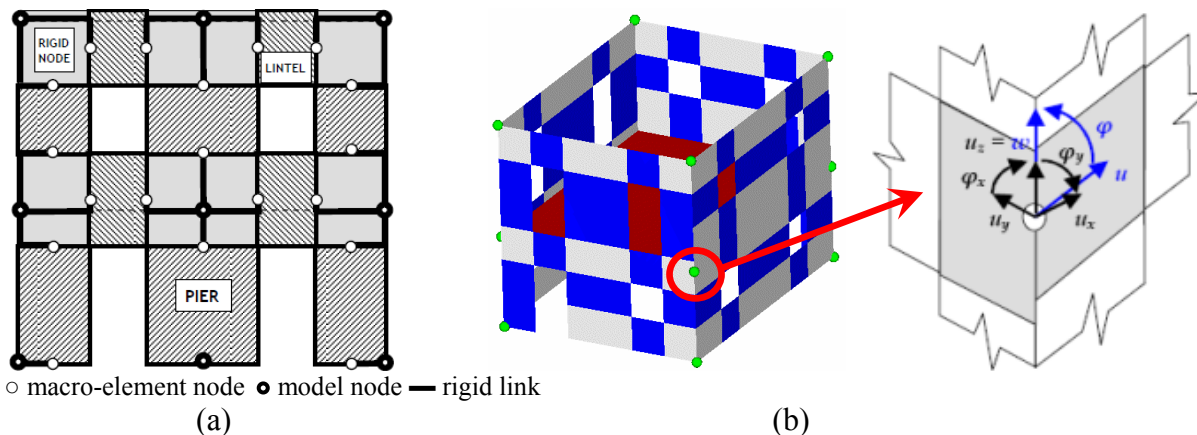 RIGID
NODE
LINTEL
PIER
φ
u_z = w
φ_y
φ_x
u
u_y
u_x
macro-element node
model node
rigid link
(a)
(b)